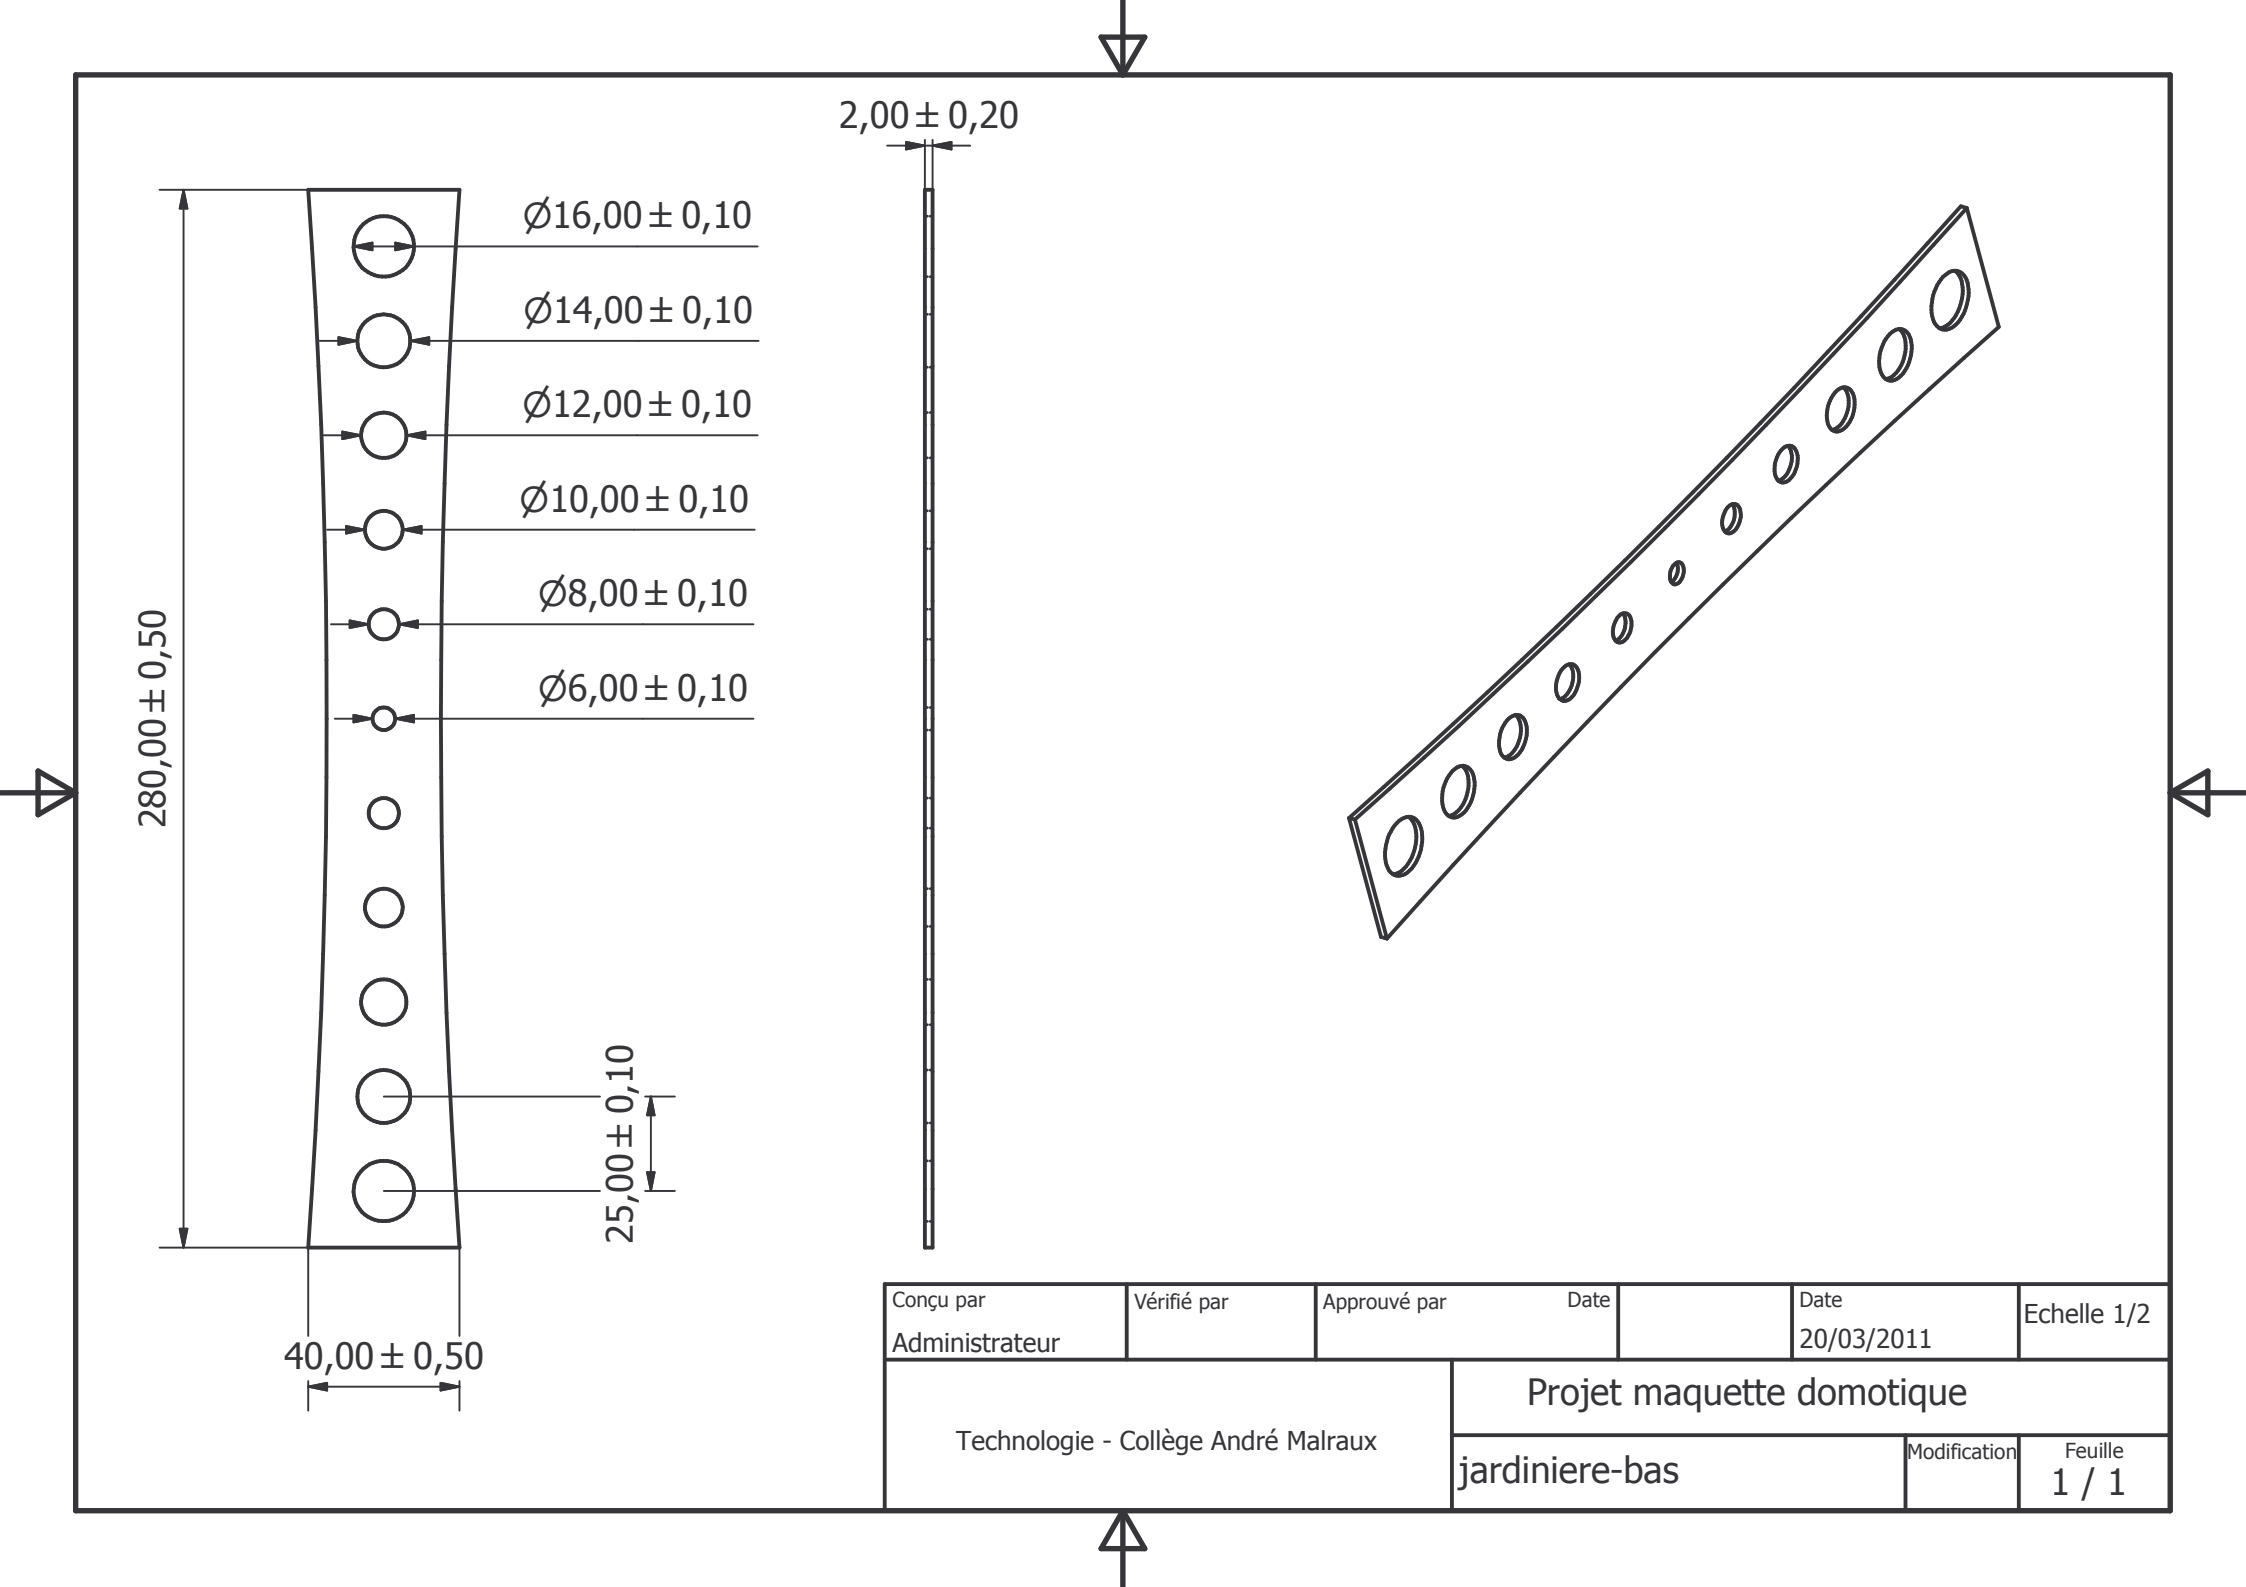 2,00 ± 0,20
Ø16,00 ± 0,10
Ø14,00 ± 0,10
Ø12,00 ± 0,10
Ø10,00 ± 0,10
Ø8,00 ± 0,10
Ø6,00 ± 0,10
280,00 ± 0,50
25,00 ± 0,10
40,00 ± 0,50
Conçu par
Administrateur
Vérifié par
Approuvé par
Date
Date
20/03/2011
Echelle 1/2
Technologie - Collège André Malraux
Projet maquette domotique
jardiniere-bas
Modification
Feuille
1 / 1